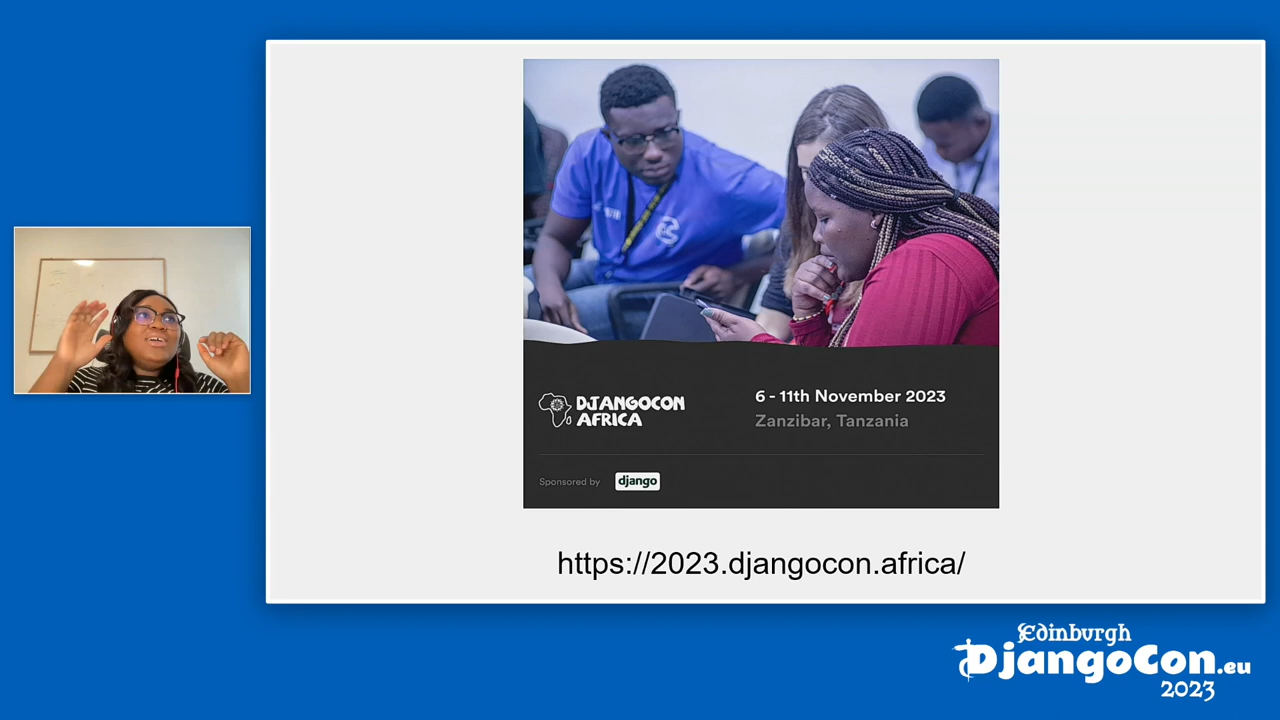 DJANGOCON
AFRICA
6 - 11th November 2023
Zanzibar, Tanzania
Sponsored by django
https://2023.djangocon.africa/
Edinburgh
DjangoCon.eu
2023